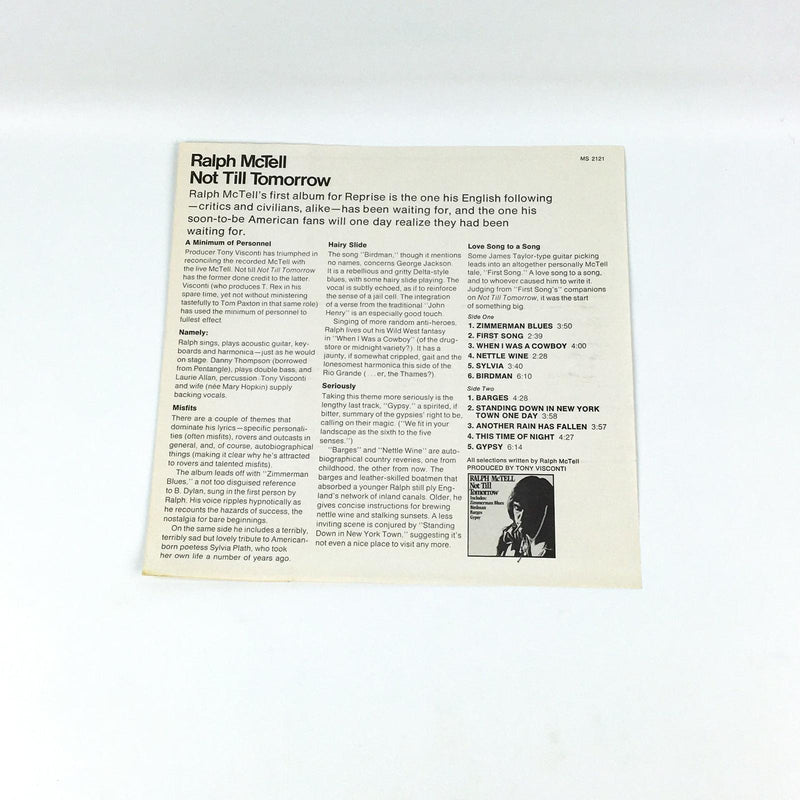 Ralph McTell
Not Till Tomorrow
MS 2121
Ralph McTell's first album for Reprise is the one his English following
—critics and civilians, alike—has been waiting for, and the one his
soon-to-be American fans will one day realize they had been
waiting for.
A Minimum of Personnel
Producer Tony Visconti has triumphed in
reconciling the recorded McTell with
the live McTell. Not till Not Till Tomorrow
has the former done credit to the latter.
Visconti (who produces T. Rex in his
spare time, yet not without ministering
tastefully to Tom Paxton in that same role)
has used the minimum of personnel to
fullest effect.
Namely:
Ralph sings, plays acoustic guitar, key-
boards and harmonica—just as he would
on stage. Danny Thompson (borrowed
from Pentangle), plays double bass, and
Laurie Allan, percussion. Tony Visconti
and wife (née Mary Hopkin) supply
backing vocals.
Misfits
There are a couple of themes that
dominate his lyrics—specific personali-
ties (often misfits), rovers and outcasts in
general, and, of course, autobiographical
things (making it clear why he's attracted
to rovers and talented misfits).
The album leads off with "Zimmerman
Blues," a not too disguised reference
to B. Dylan, sung in the first person by
Ralph. His voice ripples hypnotically as
he recounts the hazards of success, the
nostalgia for bare beginnings.
On the same side he includes a terribly,
terribly sad but lovely tribute to American-
born poetess Sylvia Plath, who took
her own life a number of years ago.
Hairy Slide
The song "Birdman," though it mentions
no names, concerns George Jackson.
It is a rebellious and gritty Delta-style
blues, with some hairy slide playing. The
vocal is subtly echoed, as if to reinforce
the sense of a jail cell. The integration
of a verse from the traditional "John
Henry" is an especially good touch.
Singing of more random anti-heroes,
Ralph lives out his Wild West fantasy
in "When I Was a Cowboy" (of the drug-
store or midnight-variety?). It has a
jaunty, if somewhat crippled, gait and the
lonesomest harmonica this side of the
Rio Grande ( . . .er, the Thames?).
Seriously
Taking this theme more seriously is the
lengthy last track, "Gypsy," a spirited, if
bitter, summary of the gypsies' right to be,
calling on their magic. ("We fit in your
landscape as the sixth to the five
senses.")
"Barges" and "Nettle Wine" are auto-
biographical country reveries, one from
childhood, the other from now. The
barges and leather-skilled boatmen that
absorbed a younger Ralph still ply Eng-
land's network of inland canals. Older, he
gives concise instructions for brewing
nettle wine and stalking sunsets. A less
inviting scene is conjured by "Standing
Down in New York Town," suggesting it's
not even a nice place to visit any more.
Love Song to a Song
Some James Taylor-type guitar picking
leads into an altogether personally McTell
tale, "First Song." A love song to a song,
and to whoever caused him to write it.
Judging from "First Song's" companions
on Not Till Tomorrow, it was the start
of something big.
Side One
1. ZIMMERMAN BLUES 3:50
2. FIRST SONG 2:39
3. WHEN I WAS A COWBOY 4:00
4. NETTLE WINE 2:28
5. SYLVIA 3:40
6. BIRDMAN 6:10
Side Two
1. BARGES 4:28
2. STANDING DOWN IN NEW YORK
TOWN ONE DAY 3:58
3. ANOTHER RAIN HAS FALLEN 3:57
4. THIS TIME OF NIGHT 4:27
5. GYPSY 6:14
All selections written by Ralph McTell
PRODUCED BY TONY VISCONTI
RALPH McTELL
Not Till
Tomorrow
Includes:
Zimmerman Blues
Birdman
Barges
Gypsy